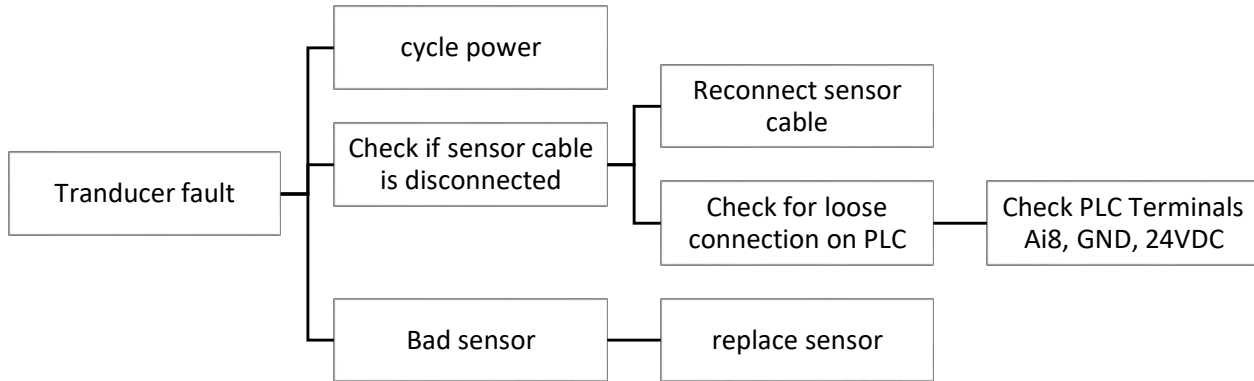 Tranducer fault
cycle power
Check if sensor cable
is disconnected
Reconnect sensor
cable
Check for loose
connection on PLC
Check PLC Terminals
Ai8, GND, 24VDC
Bad sensor
replace sensor